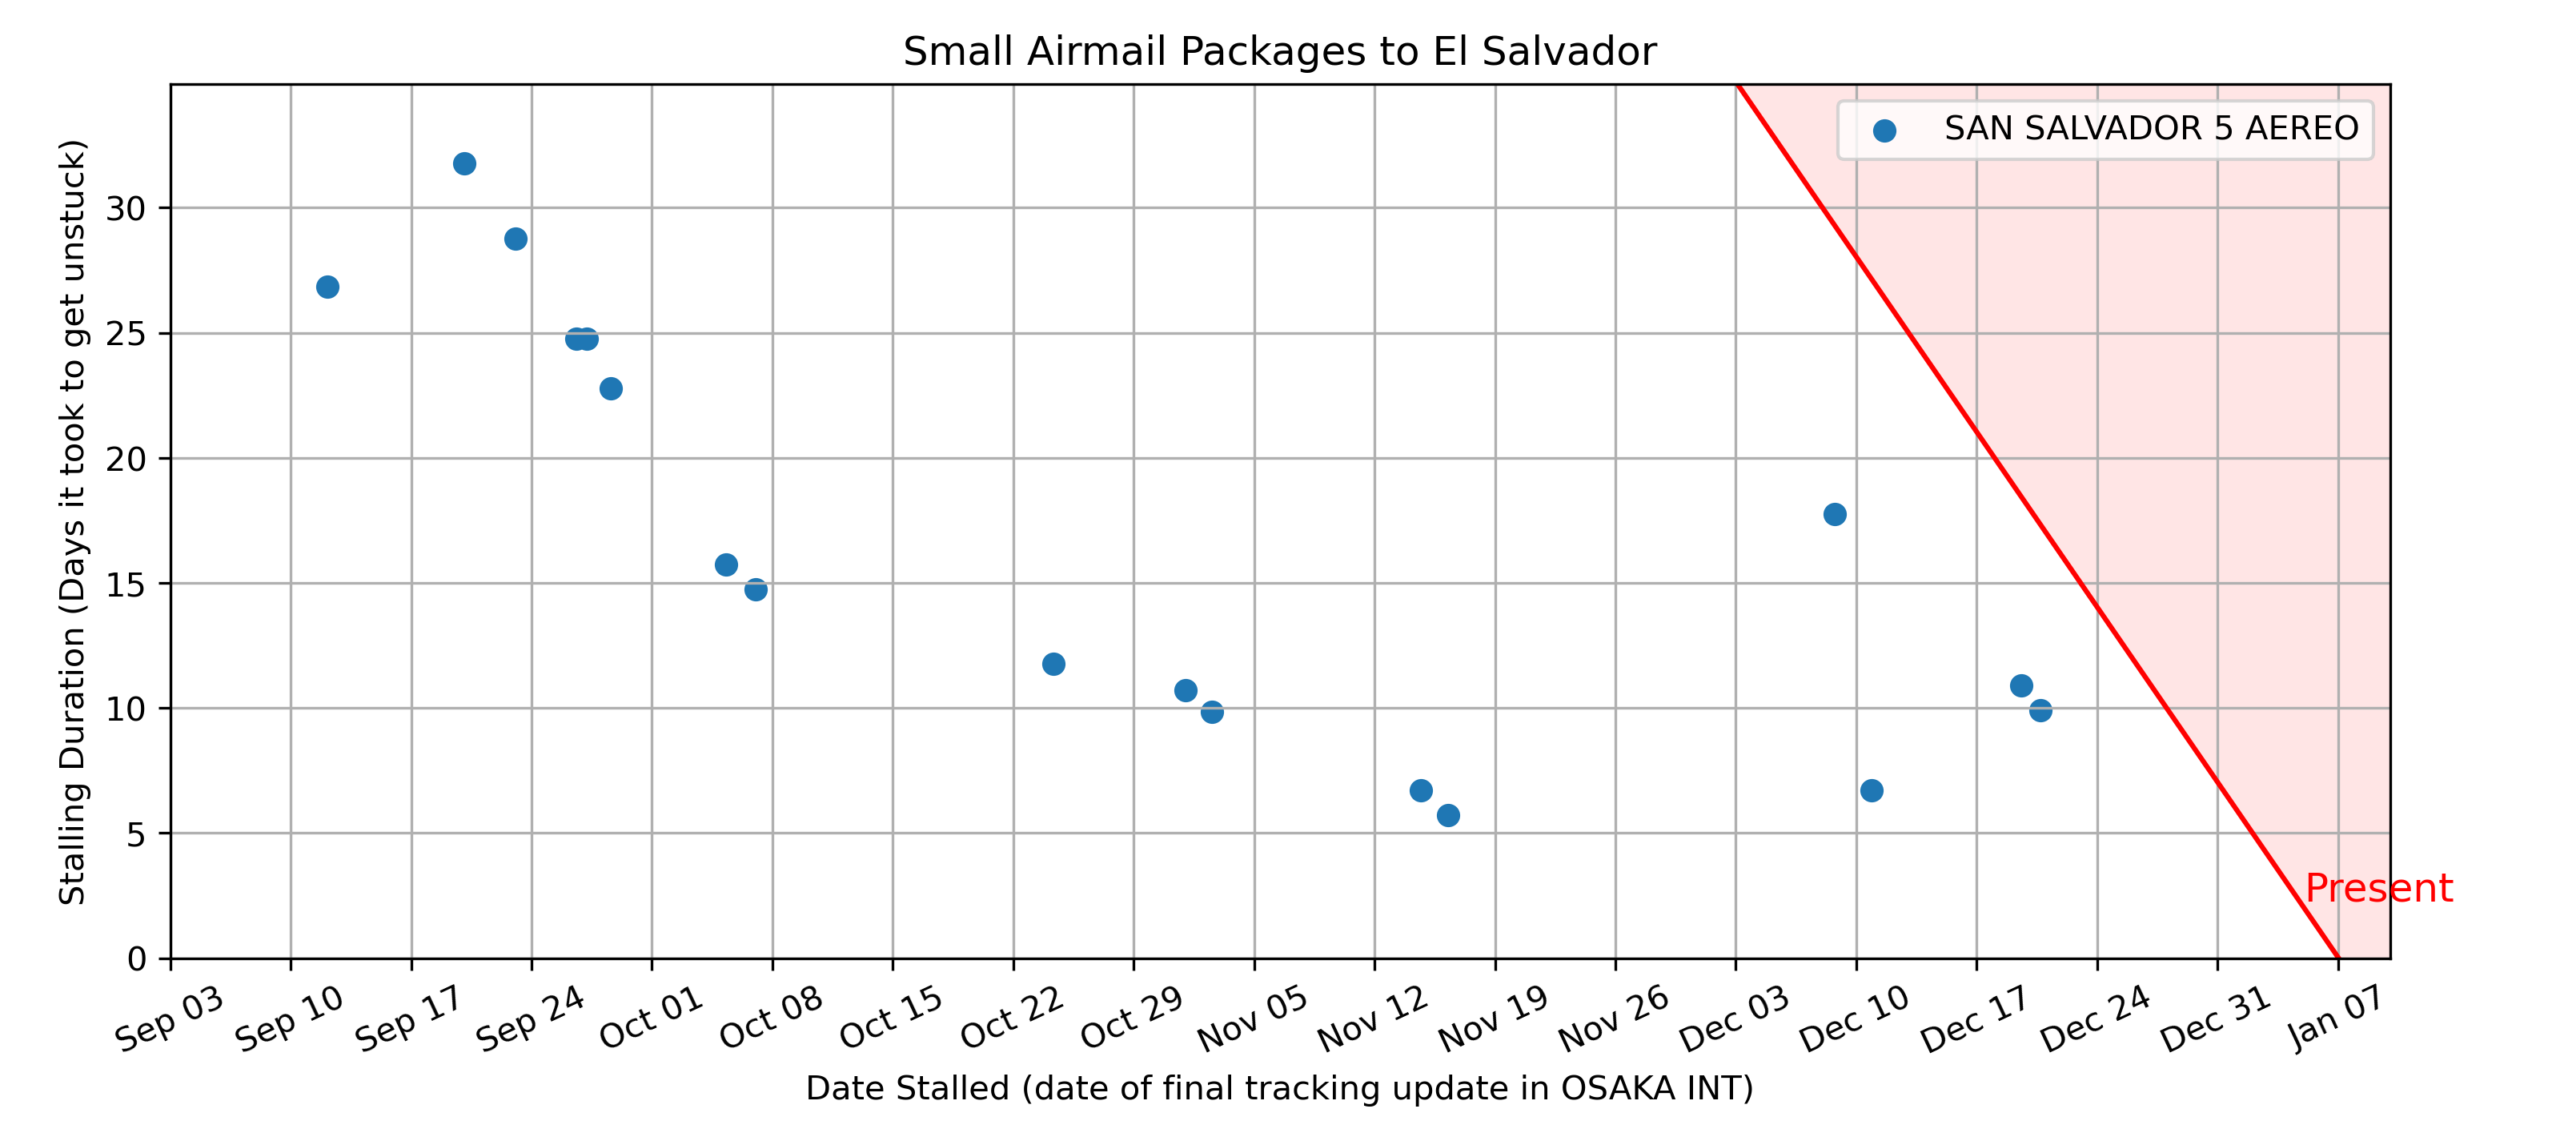 Small Airmail Packages to El Salvador
SAN SALVADOR 5 AEREO
Stalling Duration (Days it took to get unstuck)
30
25
20
15
10
5
0
Present
Sep 03
Sep 10
Sep 17
Sep 24
Oct 01
Oct 08
Oct 15
Oct 22
Oct 29
Nov 05
Nov 12
Nov 19
Nov 26
Dec 03
Dec 10
Dec 17
Dec 24
Dec 31
Jan 07
Date Stalled (date of final tracking update in OSAKA INT)